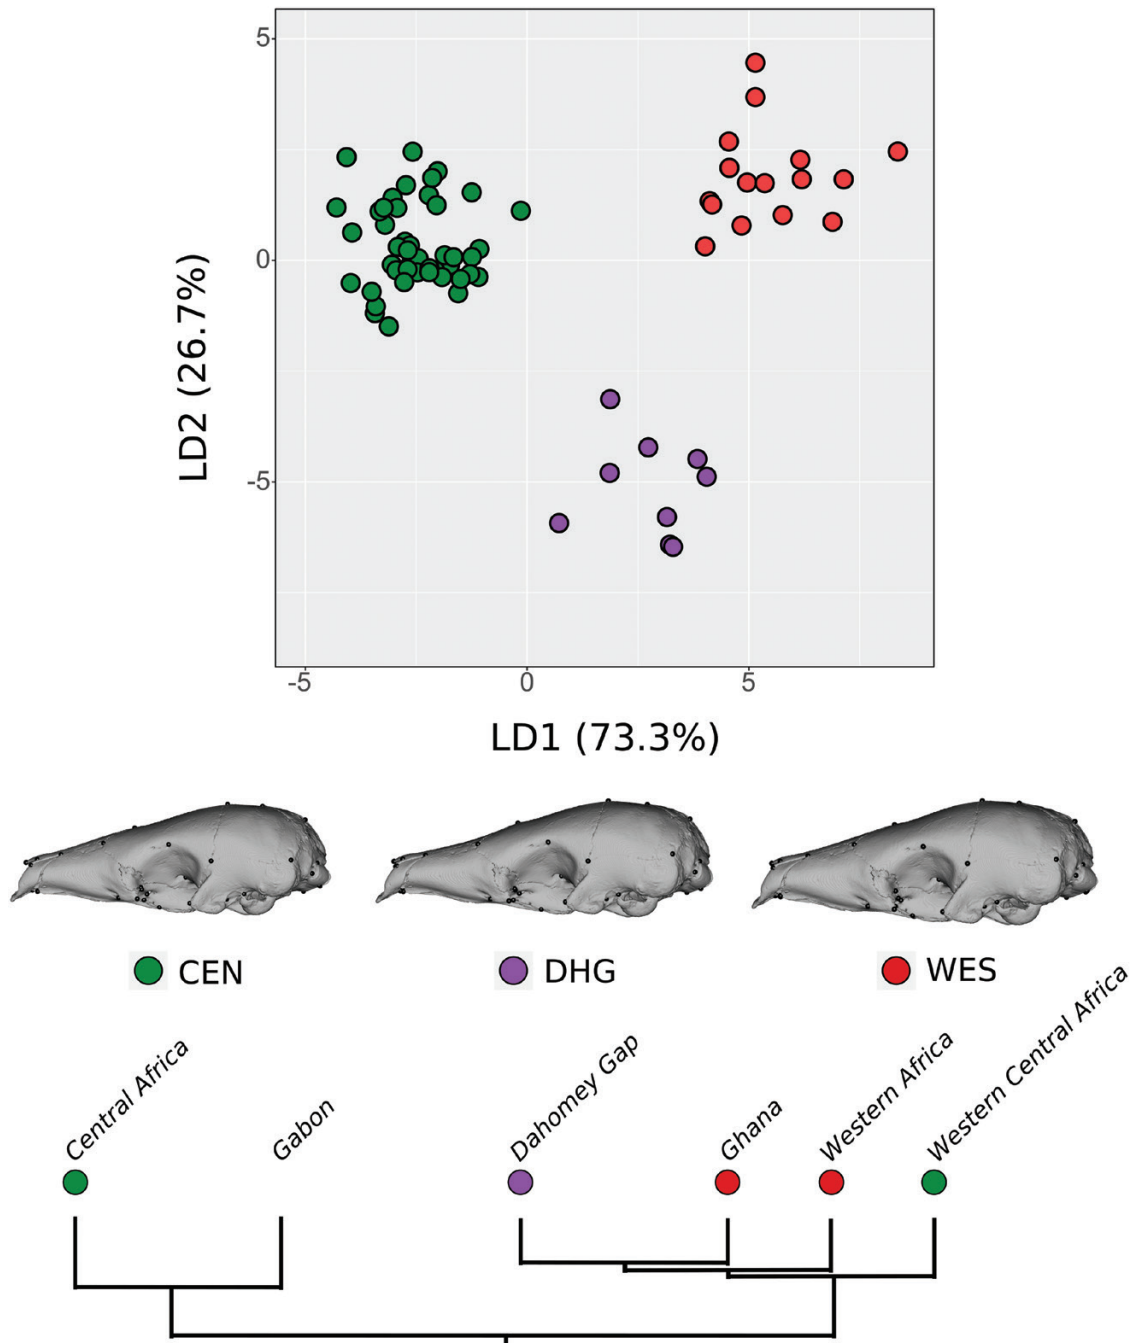 5
0
-5
LD2 (26.7%)
-5 0 5
LD1 (73.3%)
CEN DHG WES
Central Africa
Gabon
Dahomey Gap
Ghana
Western Africa
Western Central Africa